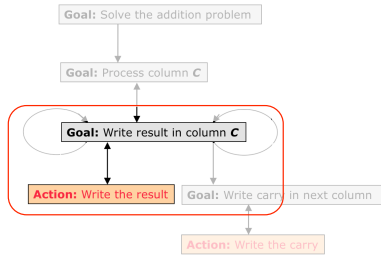 Goal: Solve the addition problem
Goal: Process column C
Goal: Write result in column C
Action: Write the result
Goal: Write carry in next column
Action: Write the carry